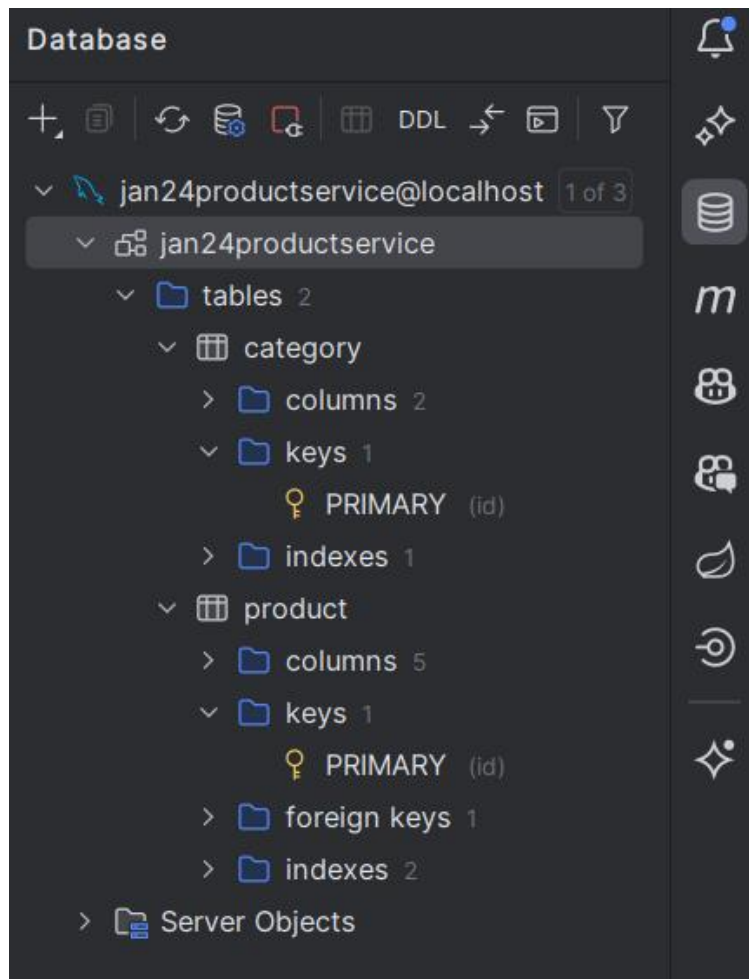 Database
DDL
jan24productservice@localhost 1 of 3
jan24productservice
tables 2
category
columns 2
keys 1
PRIMARY (id)
indexes 1
product
columns 5
keys 1
PRIMARY (id)
foreign keys 1
indexes 2
Server Objects
m